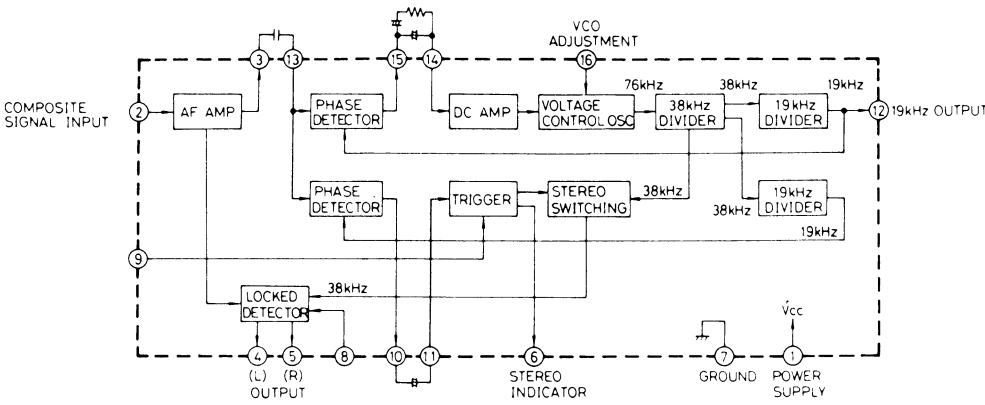 VCO
ADJUSTMENT
3
13
15
14
16
COMPOSITE
SIGNAL INPUT
2
AF AMP
PHASE
DETECTOR
DC AMP
VOLTAGE
CONTROL OSC
76kHz
38kHz
DIVIDER
38kHz
19kHz
DIVIDER
19kHz
12
19kHz OUTPUT
PHASE
DETECTOR
TRIGGER
STEREO
SWITCHING
38kHz
38kHz
19kHz
DIVIDER
19kHz
9
LOCKED
DETECTOR
38kHz
Vcc
4
5
8
10
11
6
7
1
(L)
(R)
OUTPUT
STEREO
INDICATOR
GROUND
POWER
SUPPLY